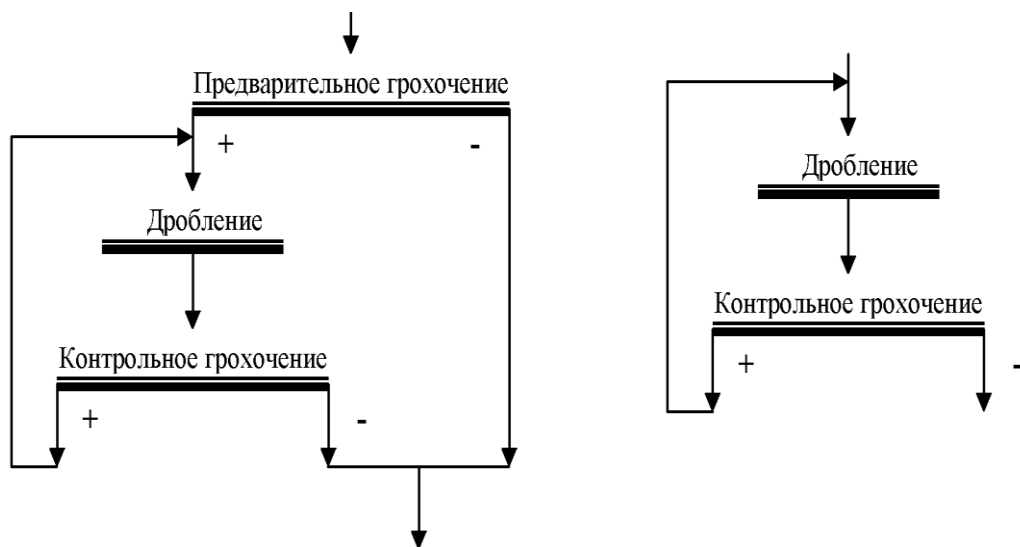 Предварительное грохочение
+ -
Дробление
Контрольное грохочение
+ -
Дробление
Контрольное грохочение
+ -